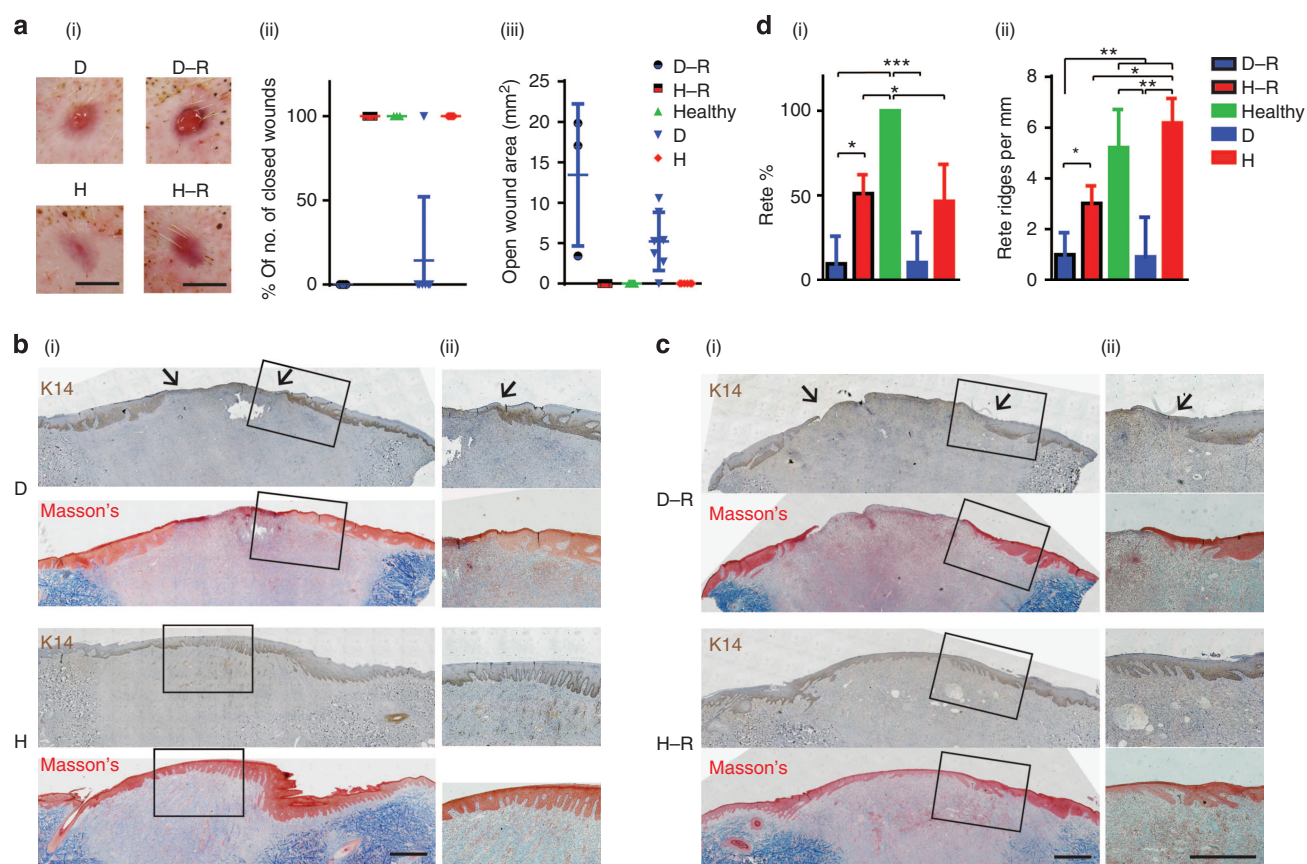 a
(i)
D
D–R
H
H–R
(ii)
% Of no. of closed wounds
100
0
(iii)
Open wound area (mm²)
25
20
15
10
5
0
D–R
H–R
Healthy
D
H
d
(i)
Rete %
100
50
0
***
*
*
(ii)
Rete ridges per mm
8
6
4
2
0
**
*
**
*
D–R
H–R
Healthy
D
H
b
(i)
(ii)
D
K14
Masson's
H
K14
Masson's
c
(i)
(ii)
D–R
K14
Masson's
H–R
K14
Masson's